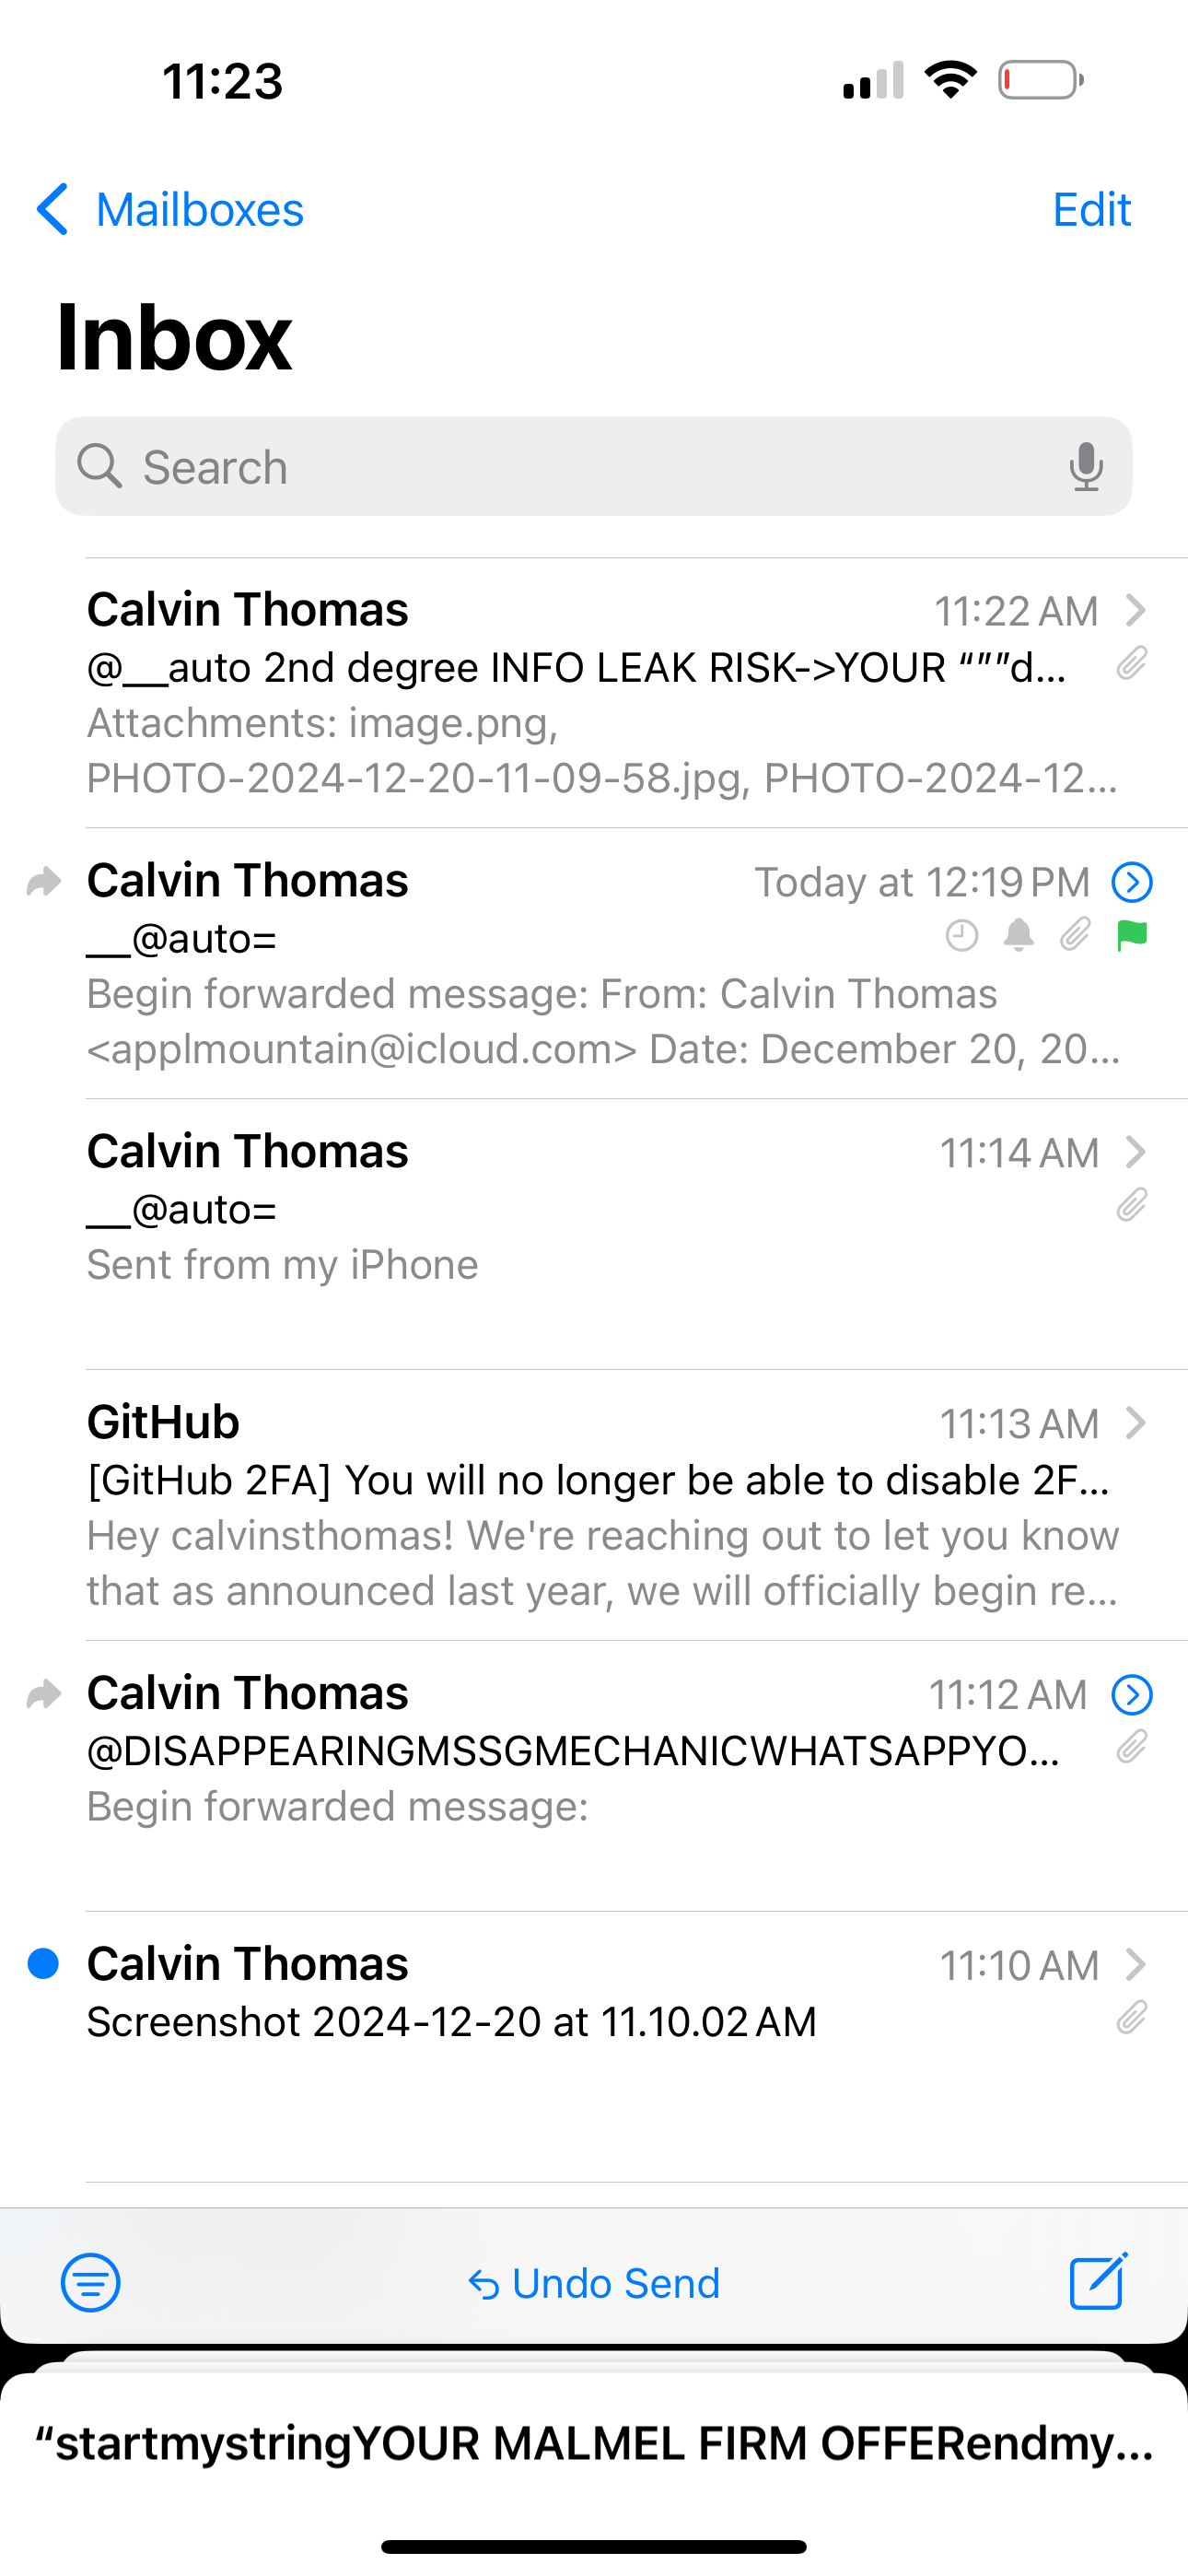 11:23
Mailboxes
Edit
Inbox
Search
Calvin Thomas
11:22 AM
@__auto 2nd degree INFO LEAK RISK->YOUR “””d...
Attachments: image.png,
PHOTO-2024-12-20-11-09-58.jpg, PHOTO-2024-12...
Calvin Thomas
Today at 12:19 PM
__@auto=
Begin forwarded message: From: Calvin Thomas
<applmountain@icloud.com> Date: December 20, 20...
Calvin Thomas
11:14 AM
__@auto=
Sent from my iPhone
GitHub
11:13 AM
[GitHub 2FA] You will no longer be able to disable 2F...
Hey calvinsthomas! We're reaching out to let you know
that as announced last year, we will officially begin re...
Calvin Thomas
11:12 AM
@DISAPPEARINGMSSGMECHANICWHATSAPPYO...
Begin forwarded message:
Calvin Thomas
11:10 AM
Screenshot 2024-12-20 at 11.10.02 AM
Undo Send
“startmystringYOUR MALMEL FIRM OFFERendmy...